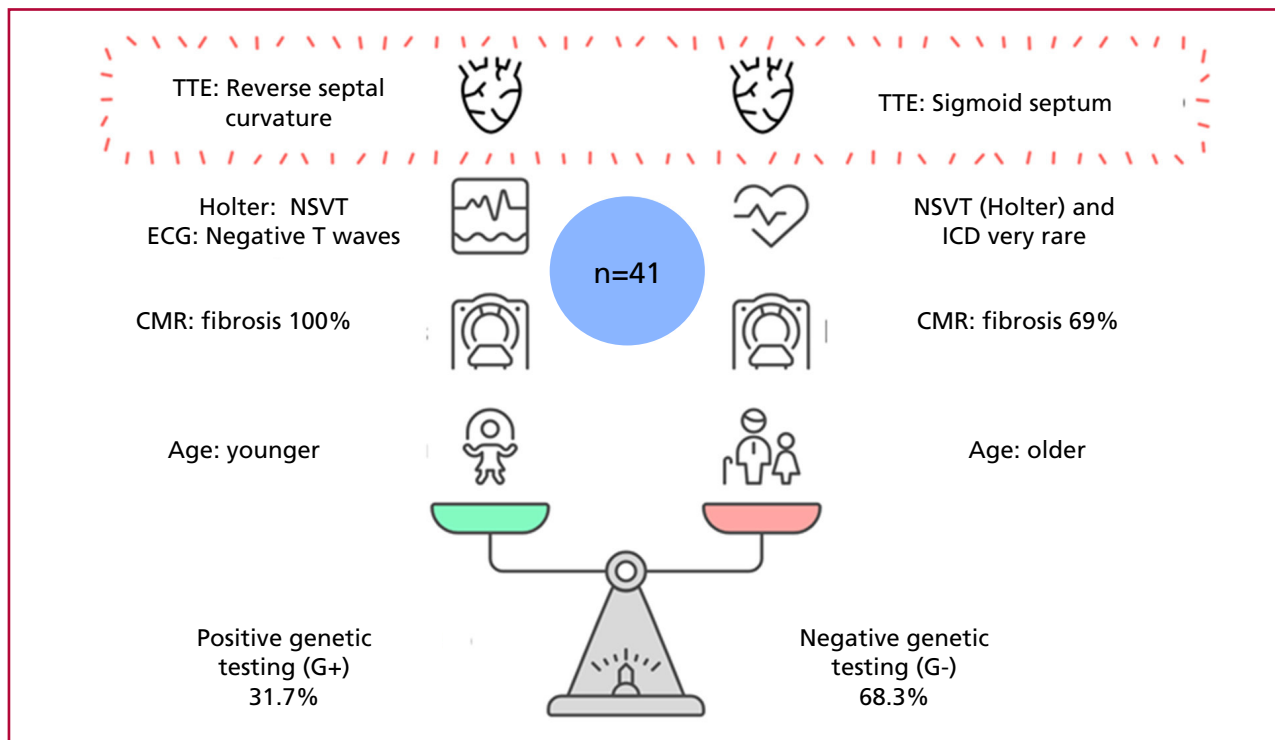 TTE: Reverse septal
curvature
TTE: Sigmoid septum
Holter: NSVT
ECG: Negative T waves
n=41
NSVT (Holter) and
ICD very rare
CMR: fibrosis 100%
CMR: fibrosis 69%
Age: younger
Age: older
Positive genetic
testing (G+)
31.7%
Negative genetic
testing (G-)
68.3%